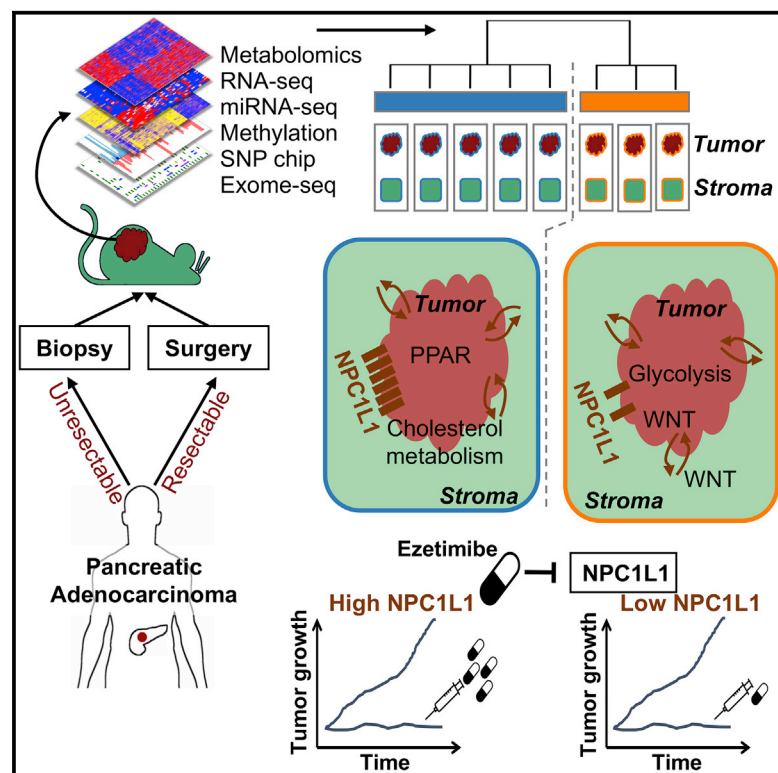 Metabolomics
RNA-seq
miRNA-seq
Methylation
SNP chip
Exome-seq
Tumor
Stroma
Biopsy
Surgery
Unresectable
Resectable
Pancreatic
Adenocarcinoma
Tumor
PPAR
NPC1L1
Cholesterol
metabolism
Stroma
Tumor
Glycolysis
NPC1L1
WNT
WNT
Stroma
Ezetimibe
NPC1L1
High NPC1L1
Tumor growth
Time
Low NPC1L1
Tumor growth
Time